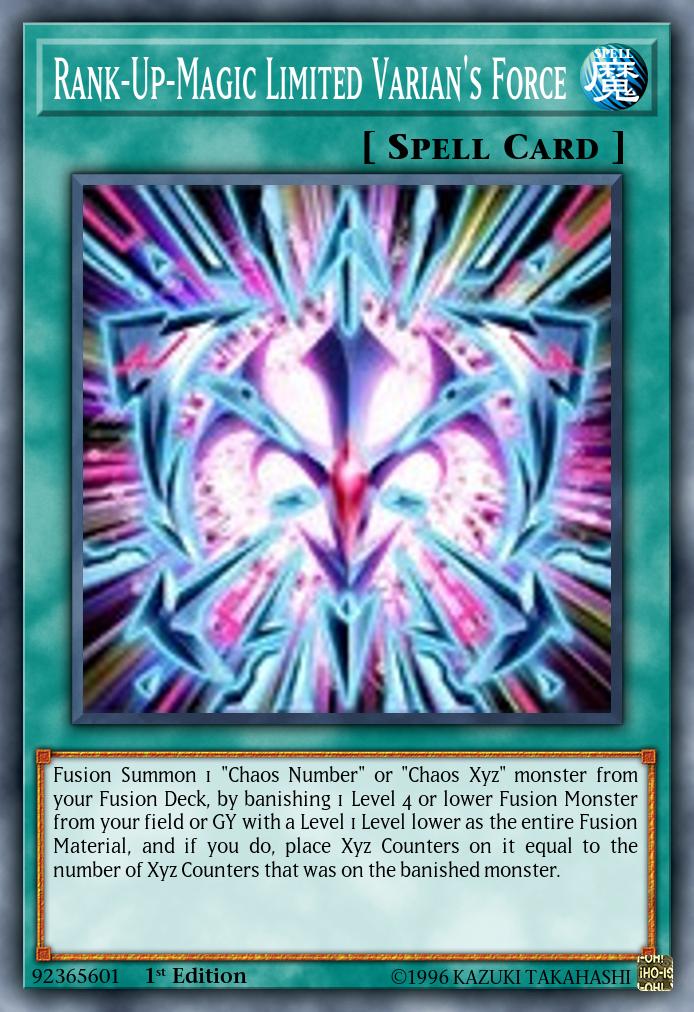 RANK-UP-MAGIC LIMITED VARIAN'S FORCE
SPELL
魔
[ SPELL CARD ]
Fusion Summon 1 "Chaos Number" or "Chaos Xyz" monster from
your Fusion Deck, by banishing 1 Level 4 or lower Fusion Monster
from your field or GY with a Level 1 Level lower as the entire Fusion
Material, and if you do, place Xyz Counters on it equal to the
number of Xyz Counters that was on the banished monster.
92365601 1st Edition ©1996 KAZUKI TAKAHASHI